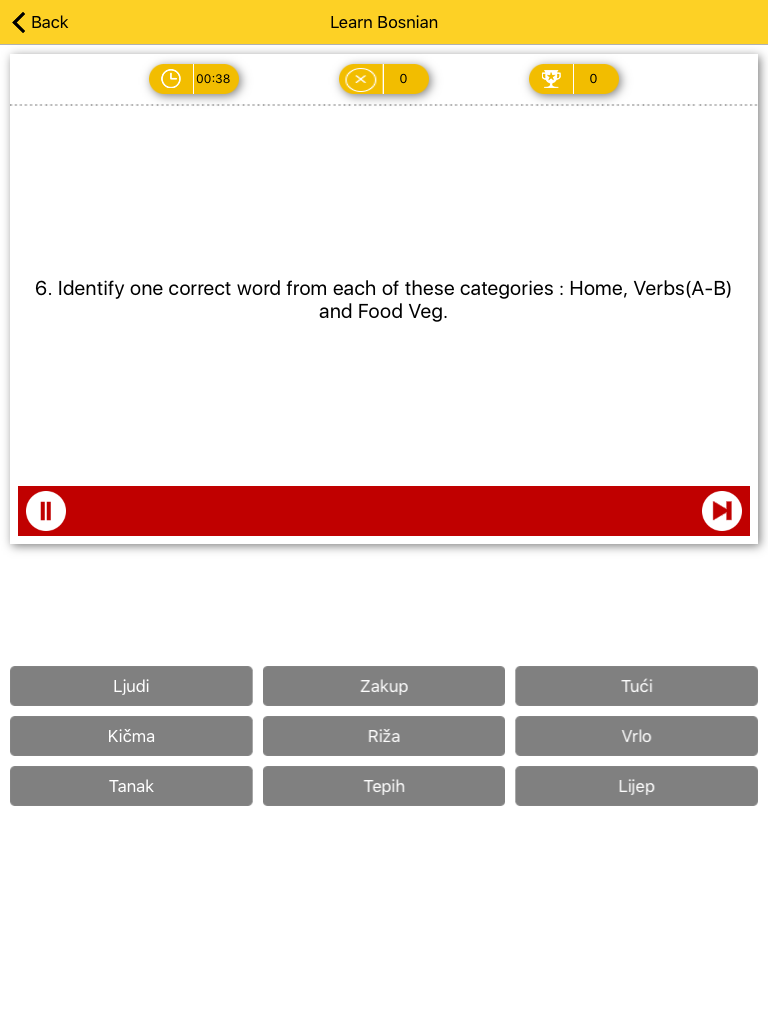 Back
Learn Bosnian
00:38
0
0
6. Identify one correct word from each of these categories : Home, Verbs(A-B)
and Food Veg.
Ljudi
Zakup
Tući
Kičma
Riža
Vrlo
Tanak
Tepih
Lijep